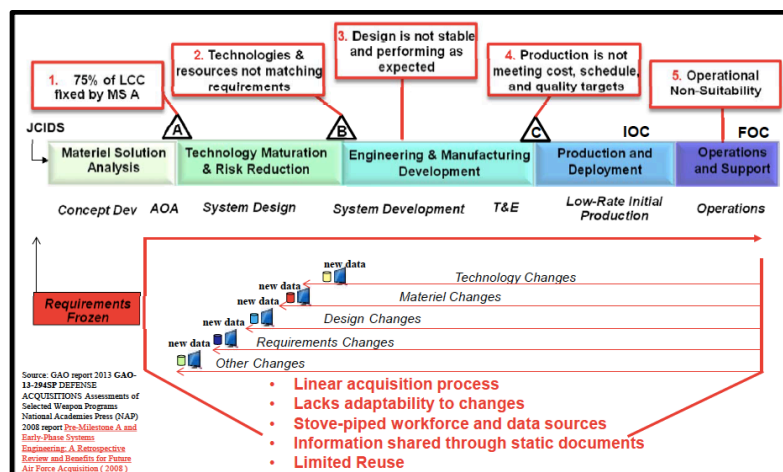 1. 75% of LCC
fixed by MS A
2. Technologies &
resources not matching
requirements
3. Design is not stable
and performing as
expected
4. Production is not
meeting cost, schedule,
and quality targets
5. Operational
Non-Suitability
JCIDS
A
B
C
IOC
FOC
Materiel Solution
Analysis
Technology Maturation
& Risk Reduction
Engineering & Manufacturing
Development
Production and
Deployment
Operations
and Support
Concept Dev
AOA
System Design
System Development
T&E
Low-Rate Initial
Production
Operations
Requirements
Frozen
new data
Technology Changes
new data
Materiel Changes
new data
Design Changes
new data
Requirements Changes
new data
Other Changes
Source: GAO report 2013 GAO-
13-294SP DEFENSE
ACQUISITIONS Assessments of
Selected Weapon Programs
National Academies Press (NAP)
2008 report Pre-Milestone A and
Early-Phase Systems
Engineering: A Retrospective
Review and Benefits for Future
Air Force Acquisition ( 2008 )
• Linear acquisition process
• Lacks adaptability to changes
• Stove-piped workforce and data sources
• Information shared through static documents
• Limited Reuse